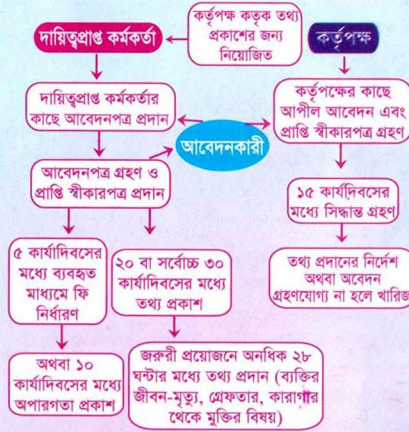 কর্তৃপক্ষ কতৃক তথ্য
প্রকাশের জন্য
নিয়োজিত
দায়িত্বপ্রাপ্ত কর্মকর্তা
কর্তৃপক্ষ
দায়িত্বপ্রাপ্ত কর্মকর্তার
কাছে আবেদনপত্র প্রদান
কর্তৃপক্ষের কাছে
আপীল আবেদন এবং
প্রাপ্তি স্বীকারপত্র গ্রহণ
আবেদনকারী
আবেদনপত্র গ্রহণ ও
প্রাপ্তি স্বীকারপত্র প্রদান
১৫ কার্যদিবসের
মধ্যে সিদ্ধান্ত গ্রহণ
৫ কার্যাদিবসের
মধ্যে ব্যবহৃত
মাধ্যমে ফি
নির্ধারণ
২০ বা সর্বোচ্চ ৩০
কার্যাদিবসের মধ্যে
তথ্য প্রকাশ
তথ্য প্রদানের নির্দেশ
অথবা অবেদন
গ্রহণযোগ্য না হলে খারিজ
অথবা ১০
কার্যাদিবসের মধ্যে
অপারগতা প্রকাশ
জরুরী প্রয়োজনে অনধিক ২৮
ঘন্টার মধ্যে তথ্য প্রদান (ব্যক্তির
জীবন-মৃত্যু, গ্রেফতার, কারাগার
থেকে মুক্তির বিষয়)